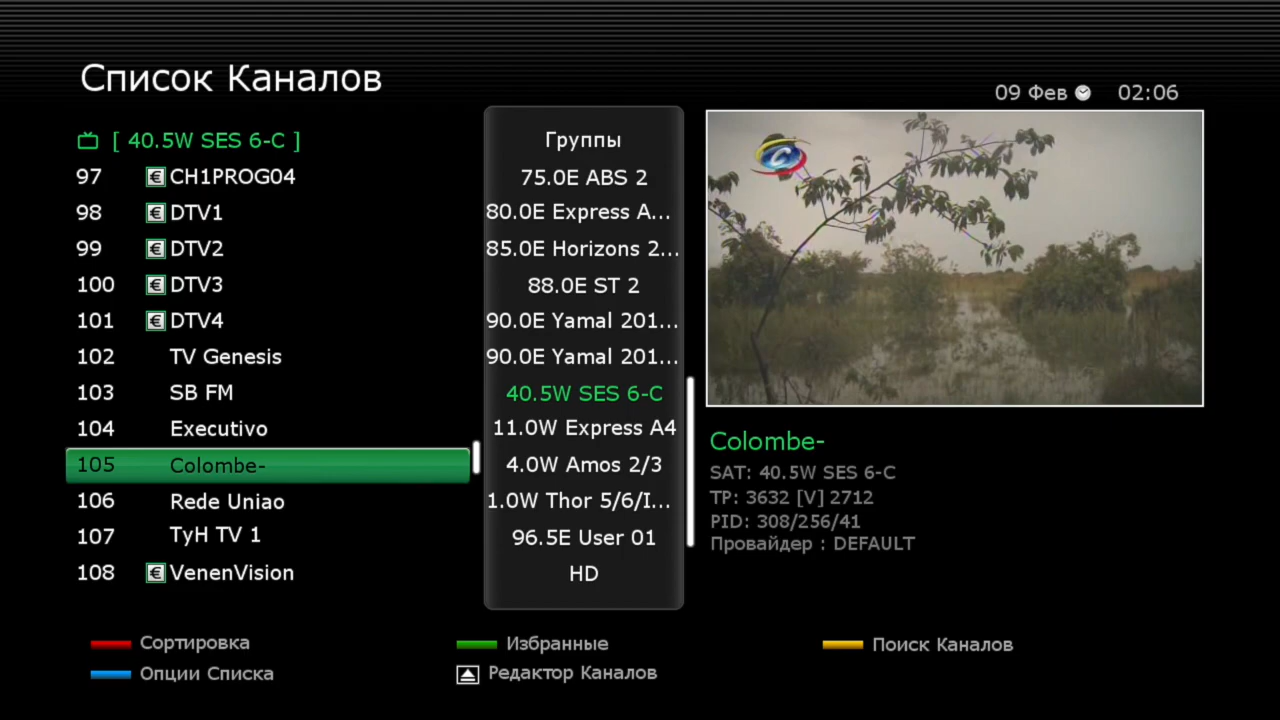 Список Каналов
09 Фев 02:06
[ 40.5W SES 6-C ]
97 € CH1PROG04
98 € DTV1
99 € DTV2
100 € DTV3
101 € DTV4
102 TV Genesis
103 SB FM
104 Executivo
105 Colombe-
106 Rede Uniao
107 TyH TV 1
108 € VenenVision
Группы
75.0E ABS 2
80.0E Express A...
85.0E Horizons 2...
88.0E ST 2
90.0E Yamal 201...
90.0E Yamal 201...
40.5W SES 6-C
11.0W Express A4
4.0W Amos 2/3
1.0W Thor 5/6/I...
96.5E User 01
HD
C
Colombe-
SAT: 40.5W SES 6-C
TP: 3632 [V] 2712
PID: 308/256/41
Провайдер : DEFAULT
Сортировка
Избранные
Поиск Каналов
Опции Списка
Редактор Каналов